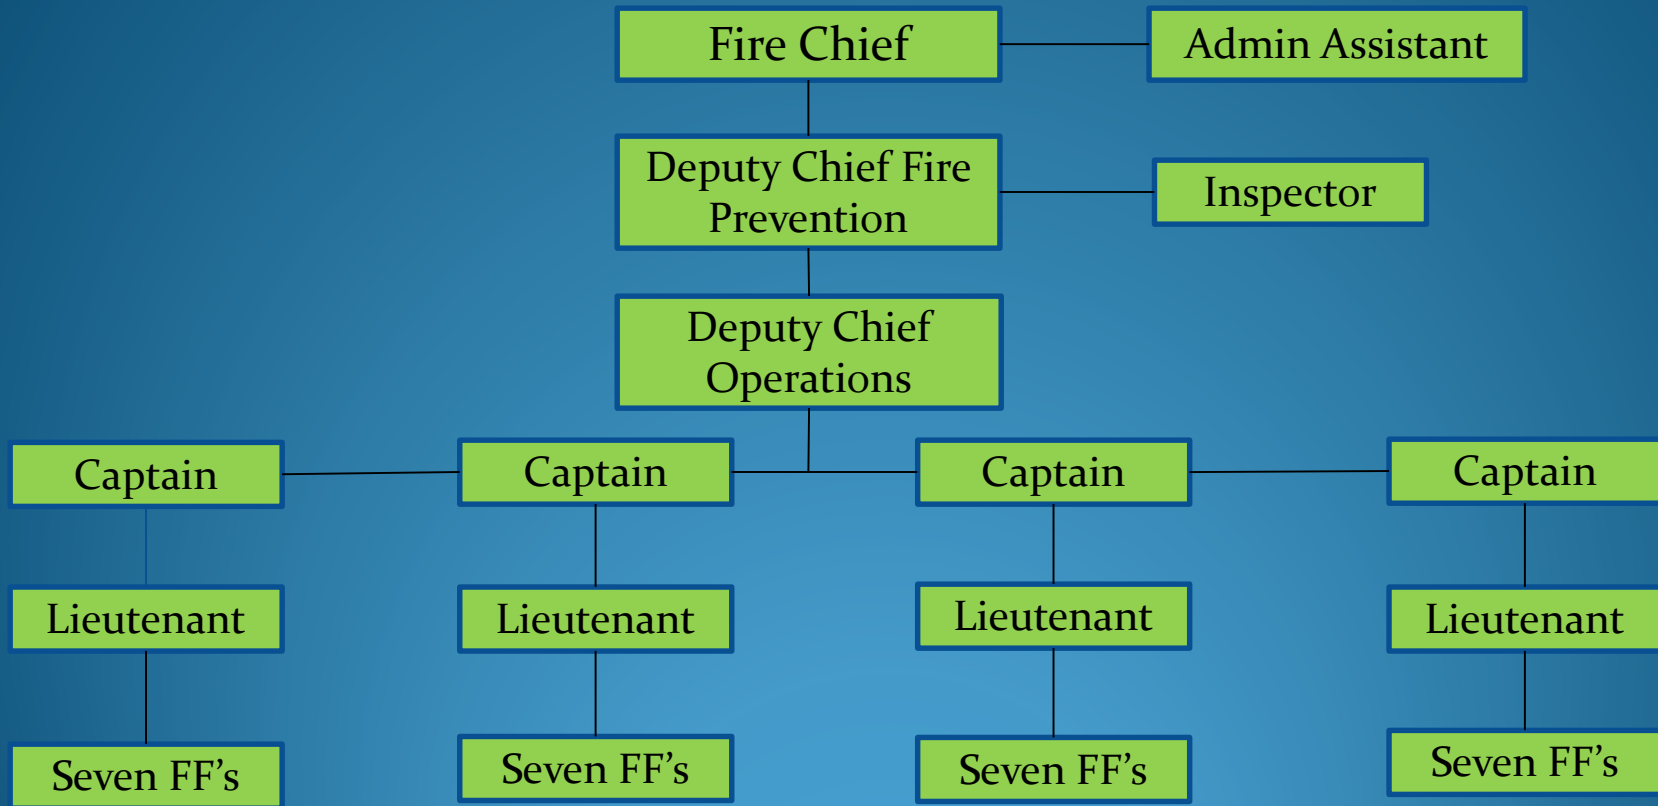 Fire Chief
Admin Assistant
Deputy Chief Fire
Prevention
Inspector
Deputy Chief
Operations
Captain
Captain
Captain
Captain
Lieutenant
Lieutenant
Lieutenant
Lieutenant
Seven FF’s
Seven FF’s
Seven FF’s
Seven FF’s